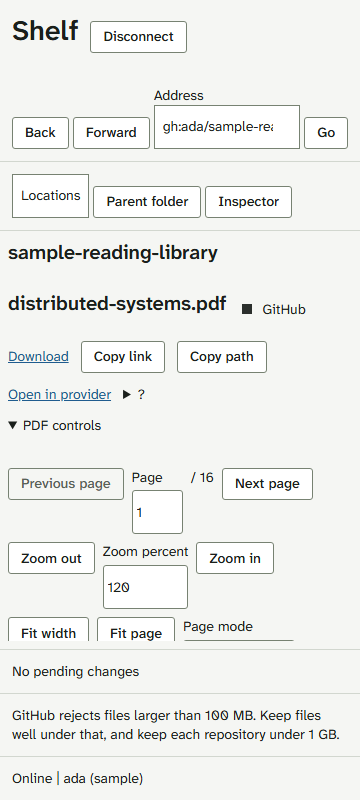 Shelf
Disconnect
Address
Back
Forward
gh:ada/sample-rea
Go
Locations
Parent folder
Inspector
sample-reading-library
distributed-systems.pdf
GitHub
Download
Copy link
Copy path
Open in provider
?
PDF controls
Previous page
Page
1
/ 16
Next page
Zoom out
Zoom percent
120
Zoom in
Fit width
Fit page
Page mode
No pending changes
GitHub rejects files larger than 100 MB. Keep files
well under that, and keep each repository under 1 GB.
Online | ada (sample)